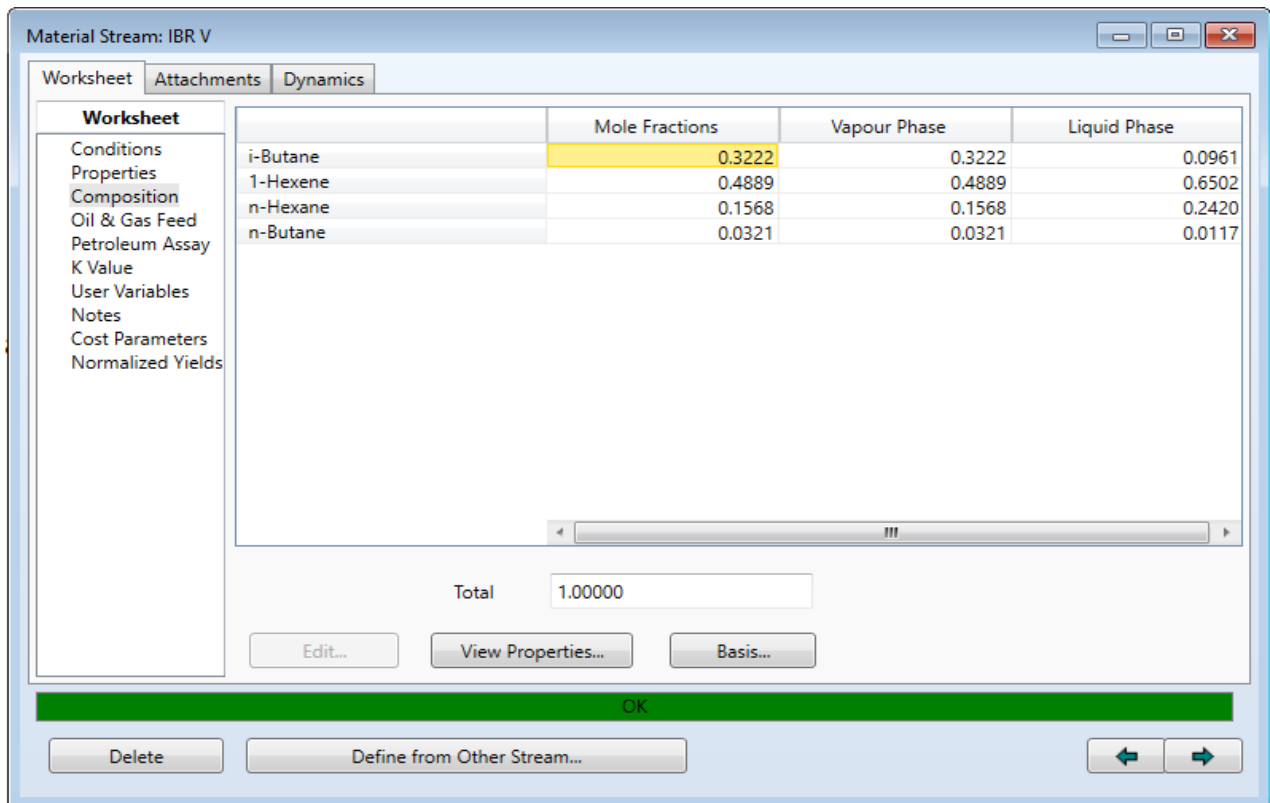 Material Stream: IBR V
Worksheet Attachments Dynamics
Worksheet
Conditions
Properties
Composition
Oil & Gas Feed
Petroleum Assay
K Value
User Variables
Notes
Cost Parameters
Normalized Yields
Mole Fractions Vapour Phase Liquid Phase
i-Butane 0.3222 0.3222 0.0961
1-Hexene 0.4889 0.4889 0.6502
n-Hexane 0.1568 0.1568 0.2420
n-Butane 0.0321 0.0321 0.0117
Total 1.00000
Edit... View Properties... Basis...
OK
Delete Define from Other Stream...